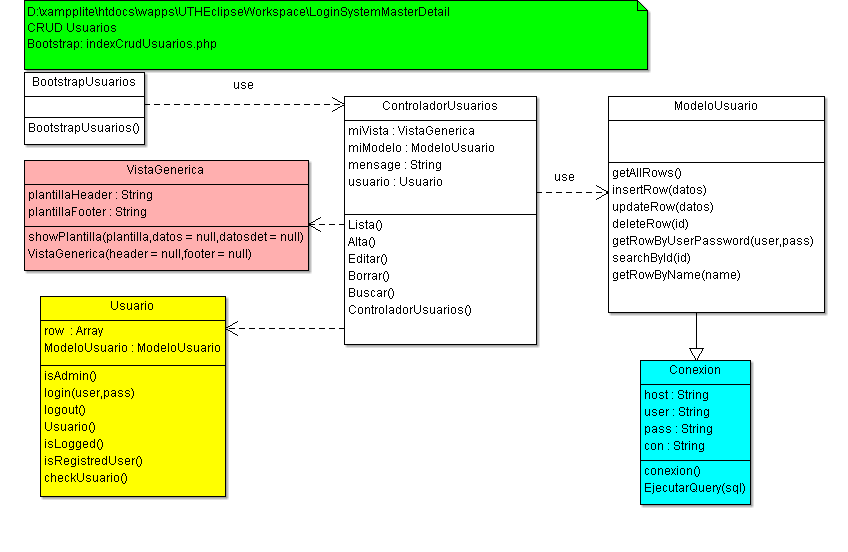 D:\xampplite\htdocs\wapps\UTHEclipseWorkspace\LoginSystemMasterDetail
CRUD Usuarios
Bootstrap: indexCrudUsuarios.php
BootstrapUsuarios
BootstrapUsuarios()
use
ControladorUsuarios
miVista : VistaGenerica
miModelo : ModeloUsuario
mensage : String
usuario : Usuario
Lista()
Alta()
Editar()
Borrar()
Buscar()
ControladorUsuarios()
use
ModeloUsuario
getAllRows()
insertRow(datos)
updateRow(datos)
deleteRow(id)
getRowByUserPassword(user,pass)
searchById(id)
getRowByName(name)
VistaGenerica
plantillaHeader : String
plantillaFooter : String
showPlantilla(plantilla,datos = null,datosdet = null)
VistaGenerica(header = null,footer = null)
Usuario
row : Array
ModeloUsuario : ModeloUsuario
isAdmin()
login(user,pass)
logout()
Usuario()
isLogged()
isRegistredUser()
checkUsuario()
Conexion
host : String
user : String
pass : String
con : String
conexion()
EjecutarQuery(sql)